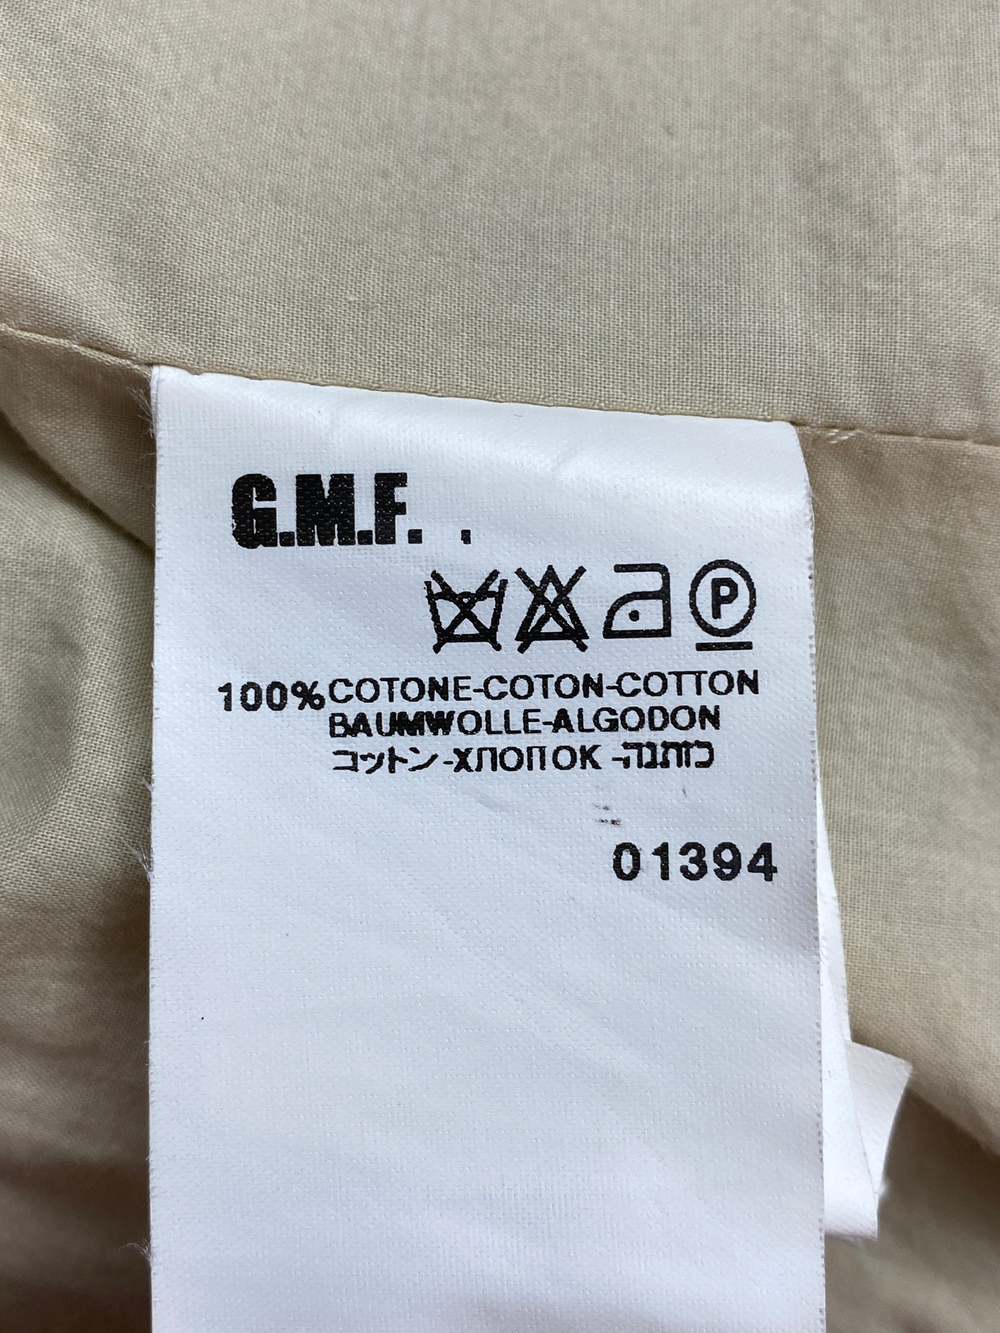 G.M.F.
P
100% COTONE-COTON-COTTON
BAUMWOLLE-ALGODON
コットン-ХЛОПОК -כותנה
01394